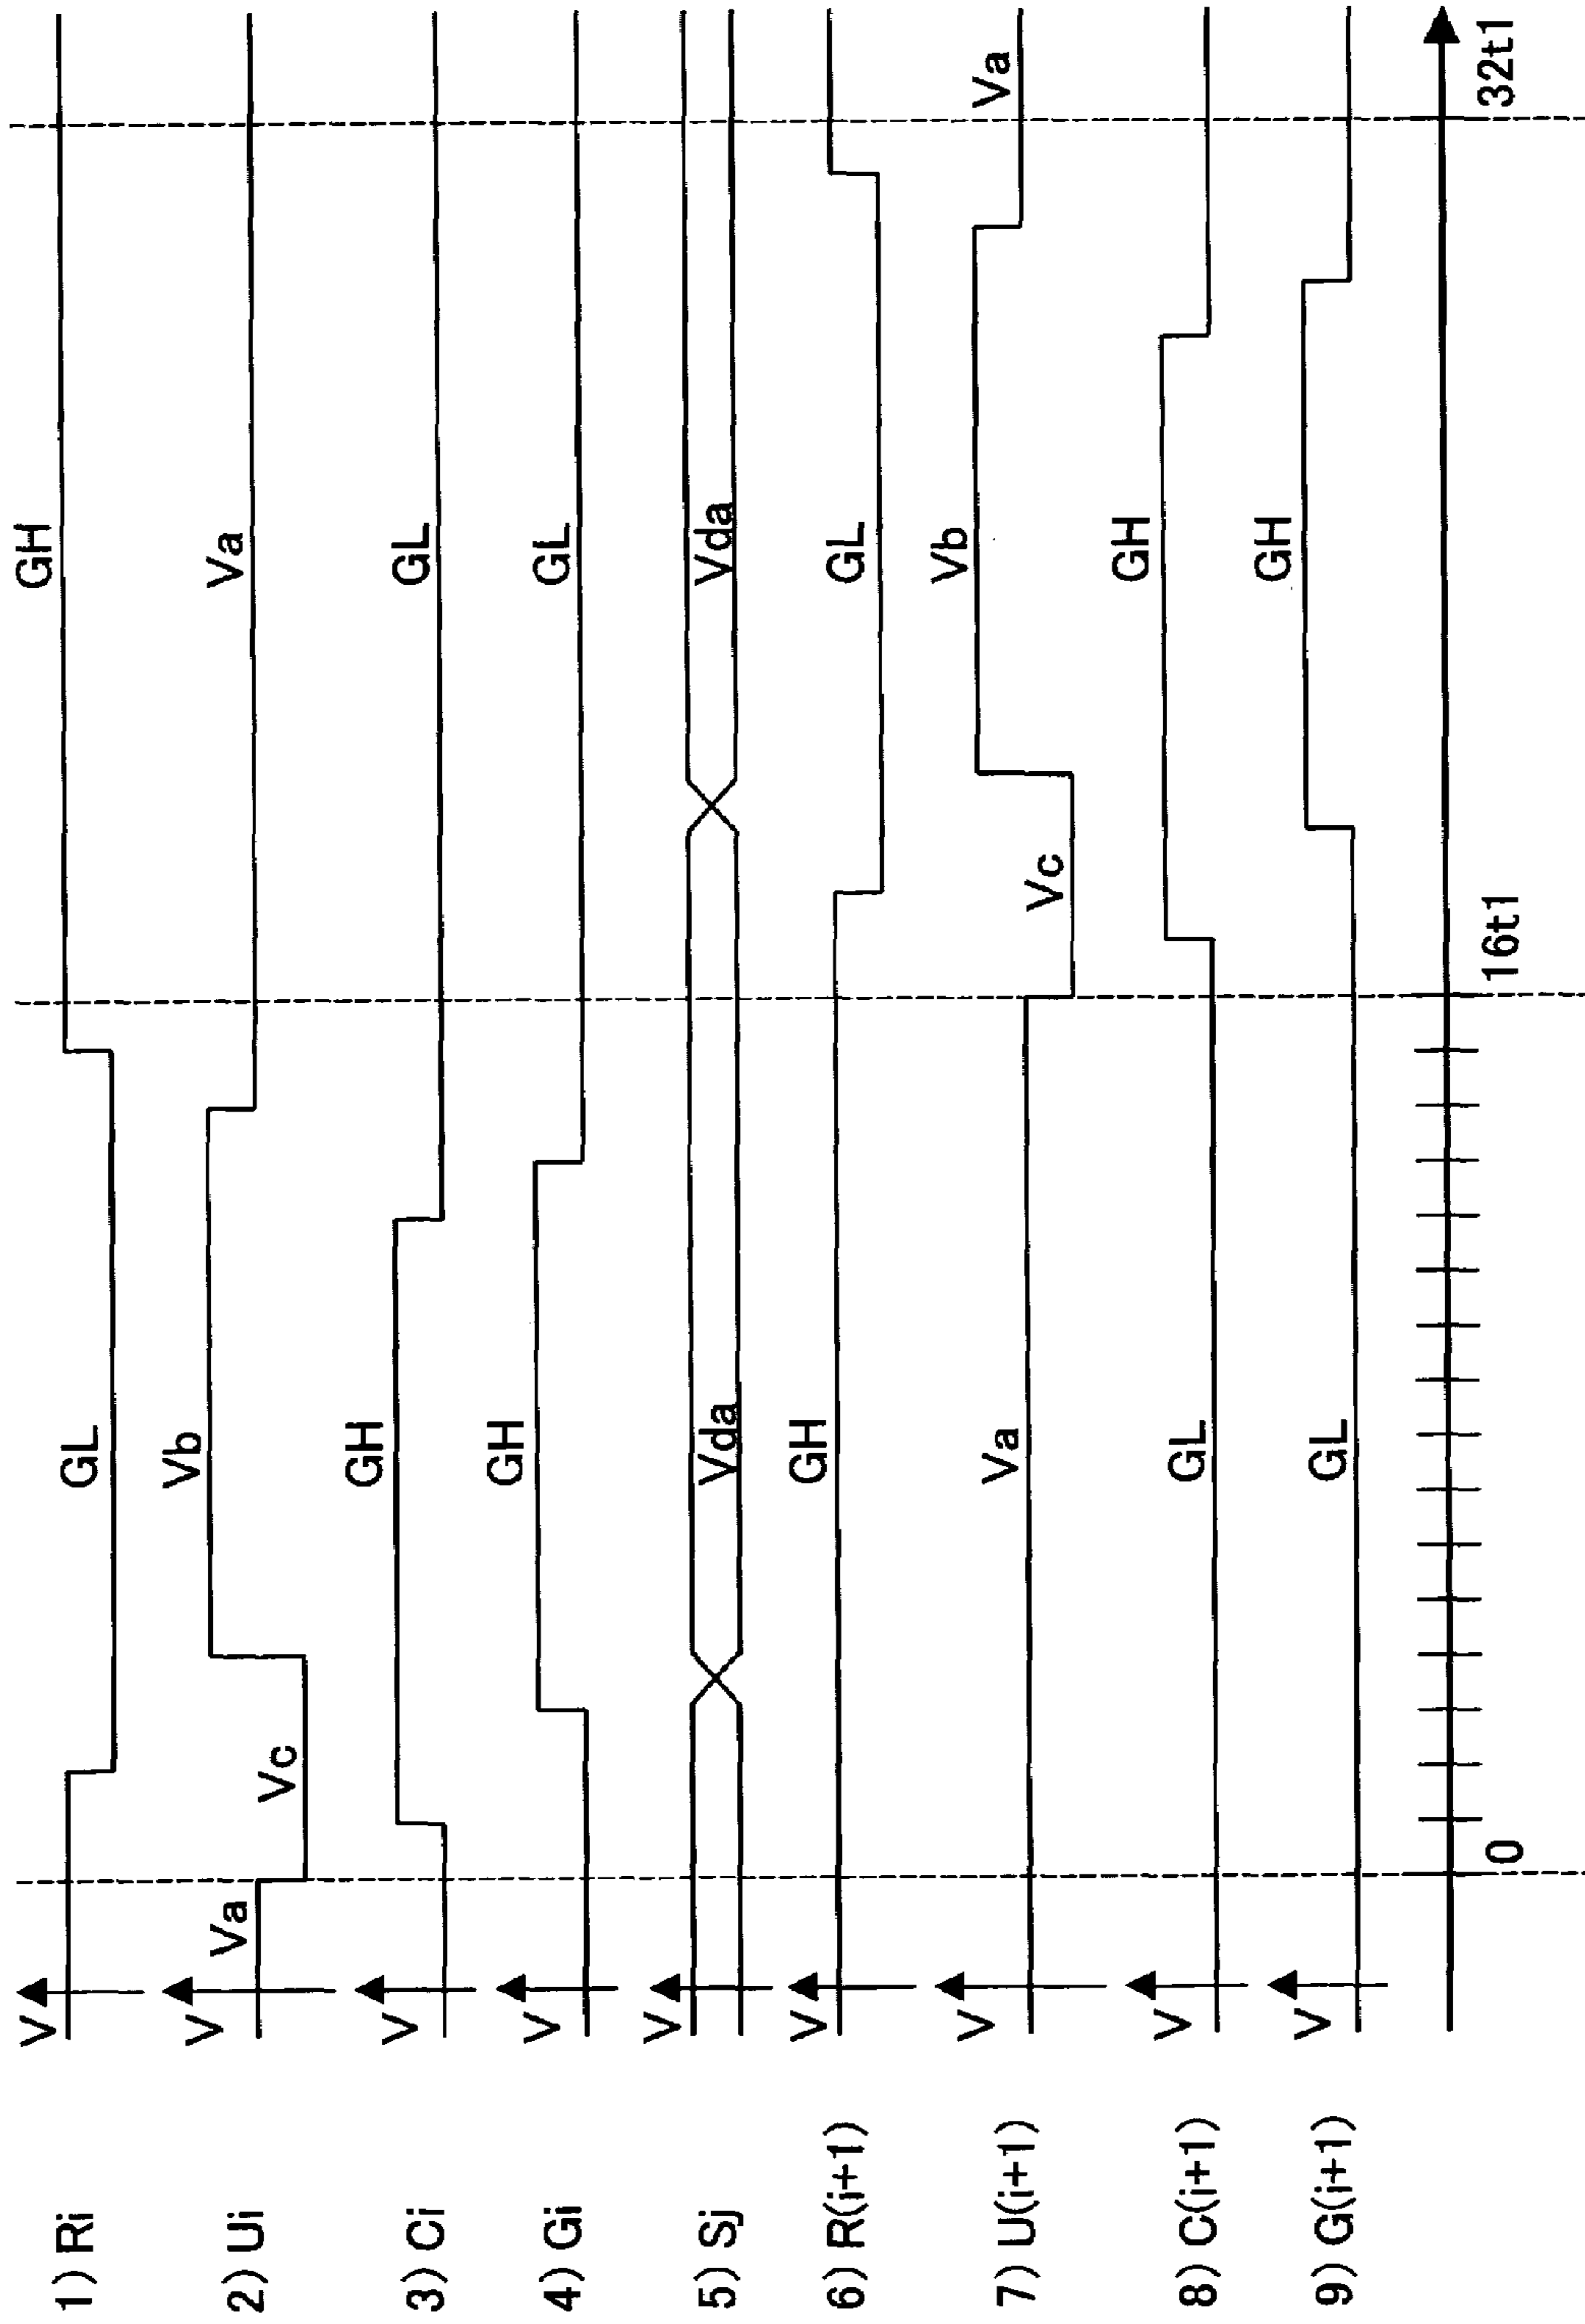 1) Ri
V
GL
GH
2) Ui
V
Va
Vc
Vb
Va
3) Ci
V
GH
GL
4) Gi
V
GH
GL
5) Sj
V
Vda
Vda
6) R(i+1)
V
GH
GL
7) U(i+1)
V
Va
Vc
Vb
Va
8) C(i+1)
V
GL
GH
9) G(i+1)
V
GL
GH
0
16t1
32t1